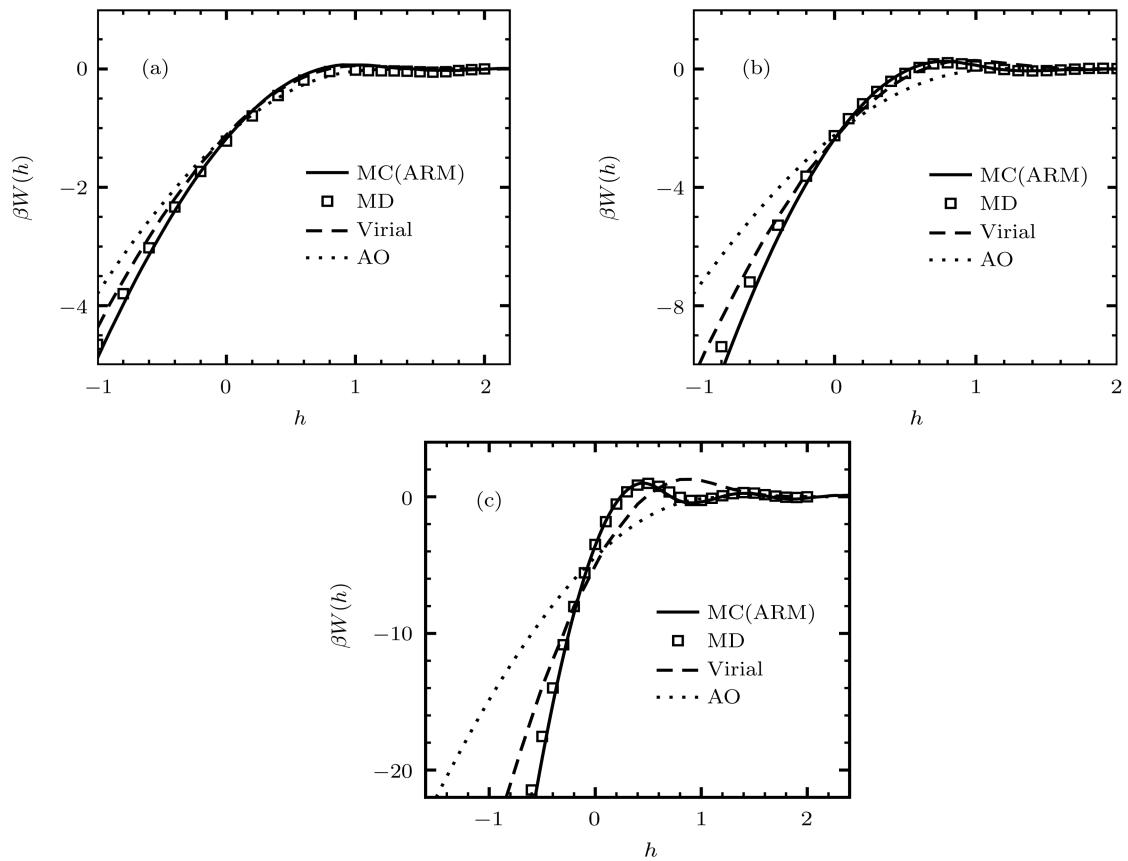 (a)
βW(h)
0
−2
−4
MC(ARM)
MD
Virial
AO
−1
0
1
2
h
(b)
βW(h)
0
−4
−8
MC(ARM)
MD
Virial
AO
−1
0
1
2
h
(c)
βW(h)
0
−10
−20
MC(ARM)
MD
Virial
AO
−1
0
1
2
h